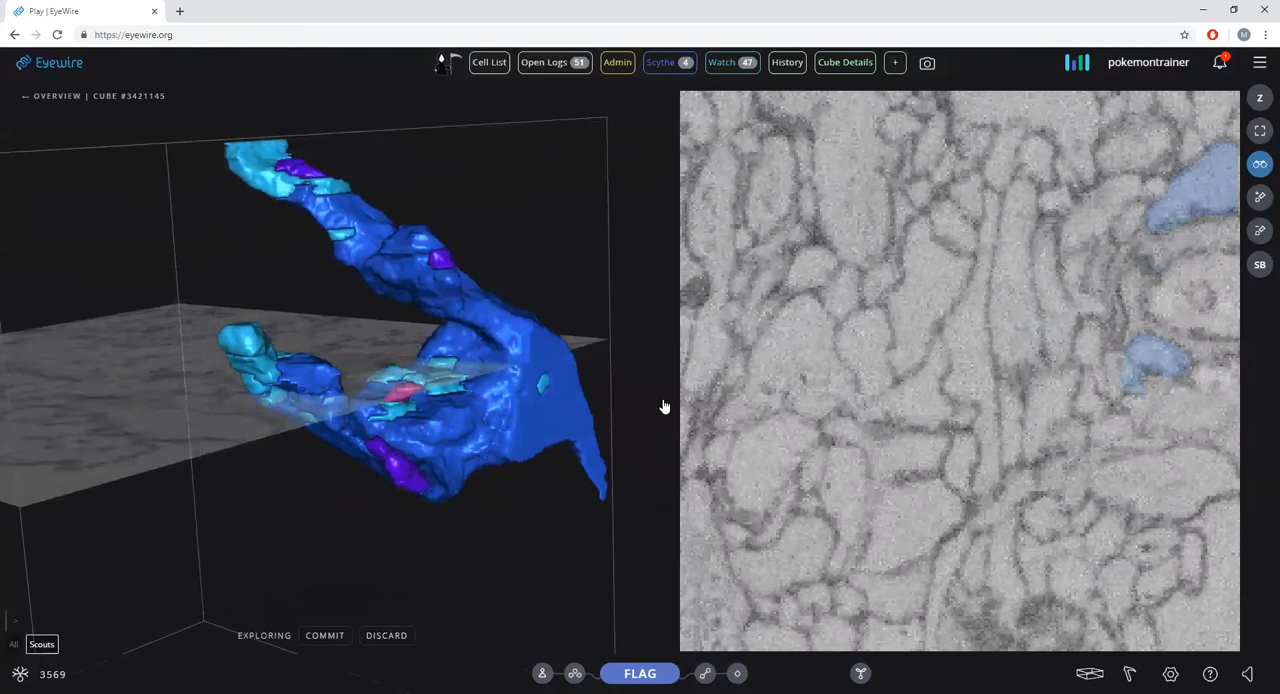 Play | EyeWire
https://eyewire.org
M
Eyewire
Cell List
Open Logs 51
Admin
Scythe 4
Watch 47
History
Cube Details
+
pokemontrainer
1
← OVERVIEW | CUBE #3421145
Z
SB
>
EXPLORING COMMIT DISCARD
All Scouts
3569
FLAG
?